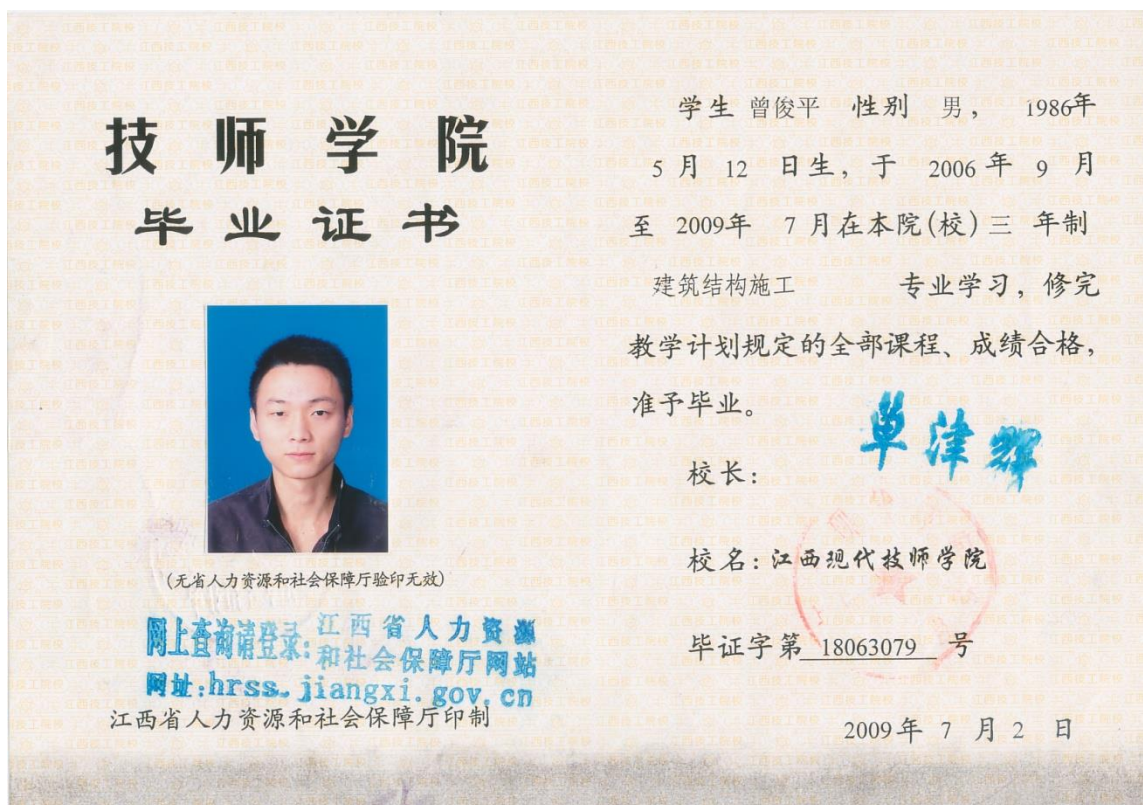 技师学院
毕业证书
(无省人力资源和社会保障厅验印无效)
网上查询请登录:江西省人力资源
和社会保障厅网站
网址:hrss.jiangxi.gov.cn
江西省人力资源和社会保障厅印制
学生 曾俊平 性别 男, 1986年
5 月 12 日生,于 2006 年 9 月
至 2009年 7 月在本院(校)三 年制
建筑结构施工 专业学习,修完
教学计划规定的全部课程、成绩合格,
准予毕业。
单津辉
校长:
校名:江西现代技师学院
毕证字第 18063079 号
2009 年 7 月 2 日